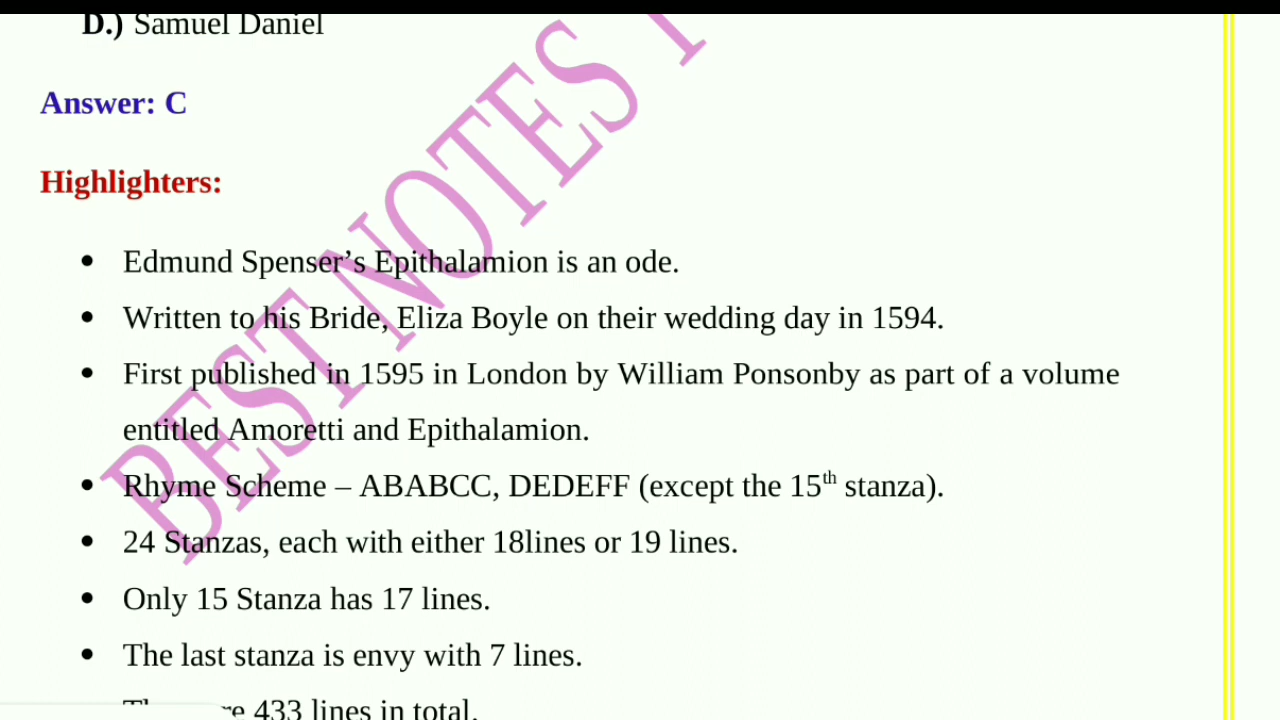 D.) Samuel Daniel
Answer: C
Highlighters:
• Edmund Spenser’s Epithalamion is an ode.
• Written to his Bride, Eliza Boyle on their wedding day in 1594.
• First published in 1595 in London by William Ponsonby as part of a volume
entitled Amoretti and Epithalamion.
• Rhyme Scheme – ABABCC, DEDEFF (except the 15th stanza).
• 24 Stanzas, each with either 18lines or 19 lines.
• Only 15 Stanza has 17 lines.
• The last stanza is envy with 7 lines.
433 lines in total.
BEST NOTES